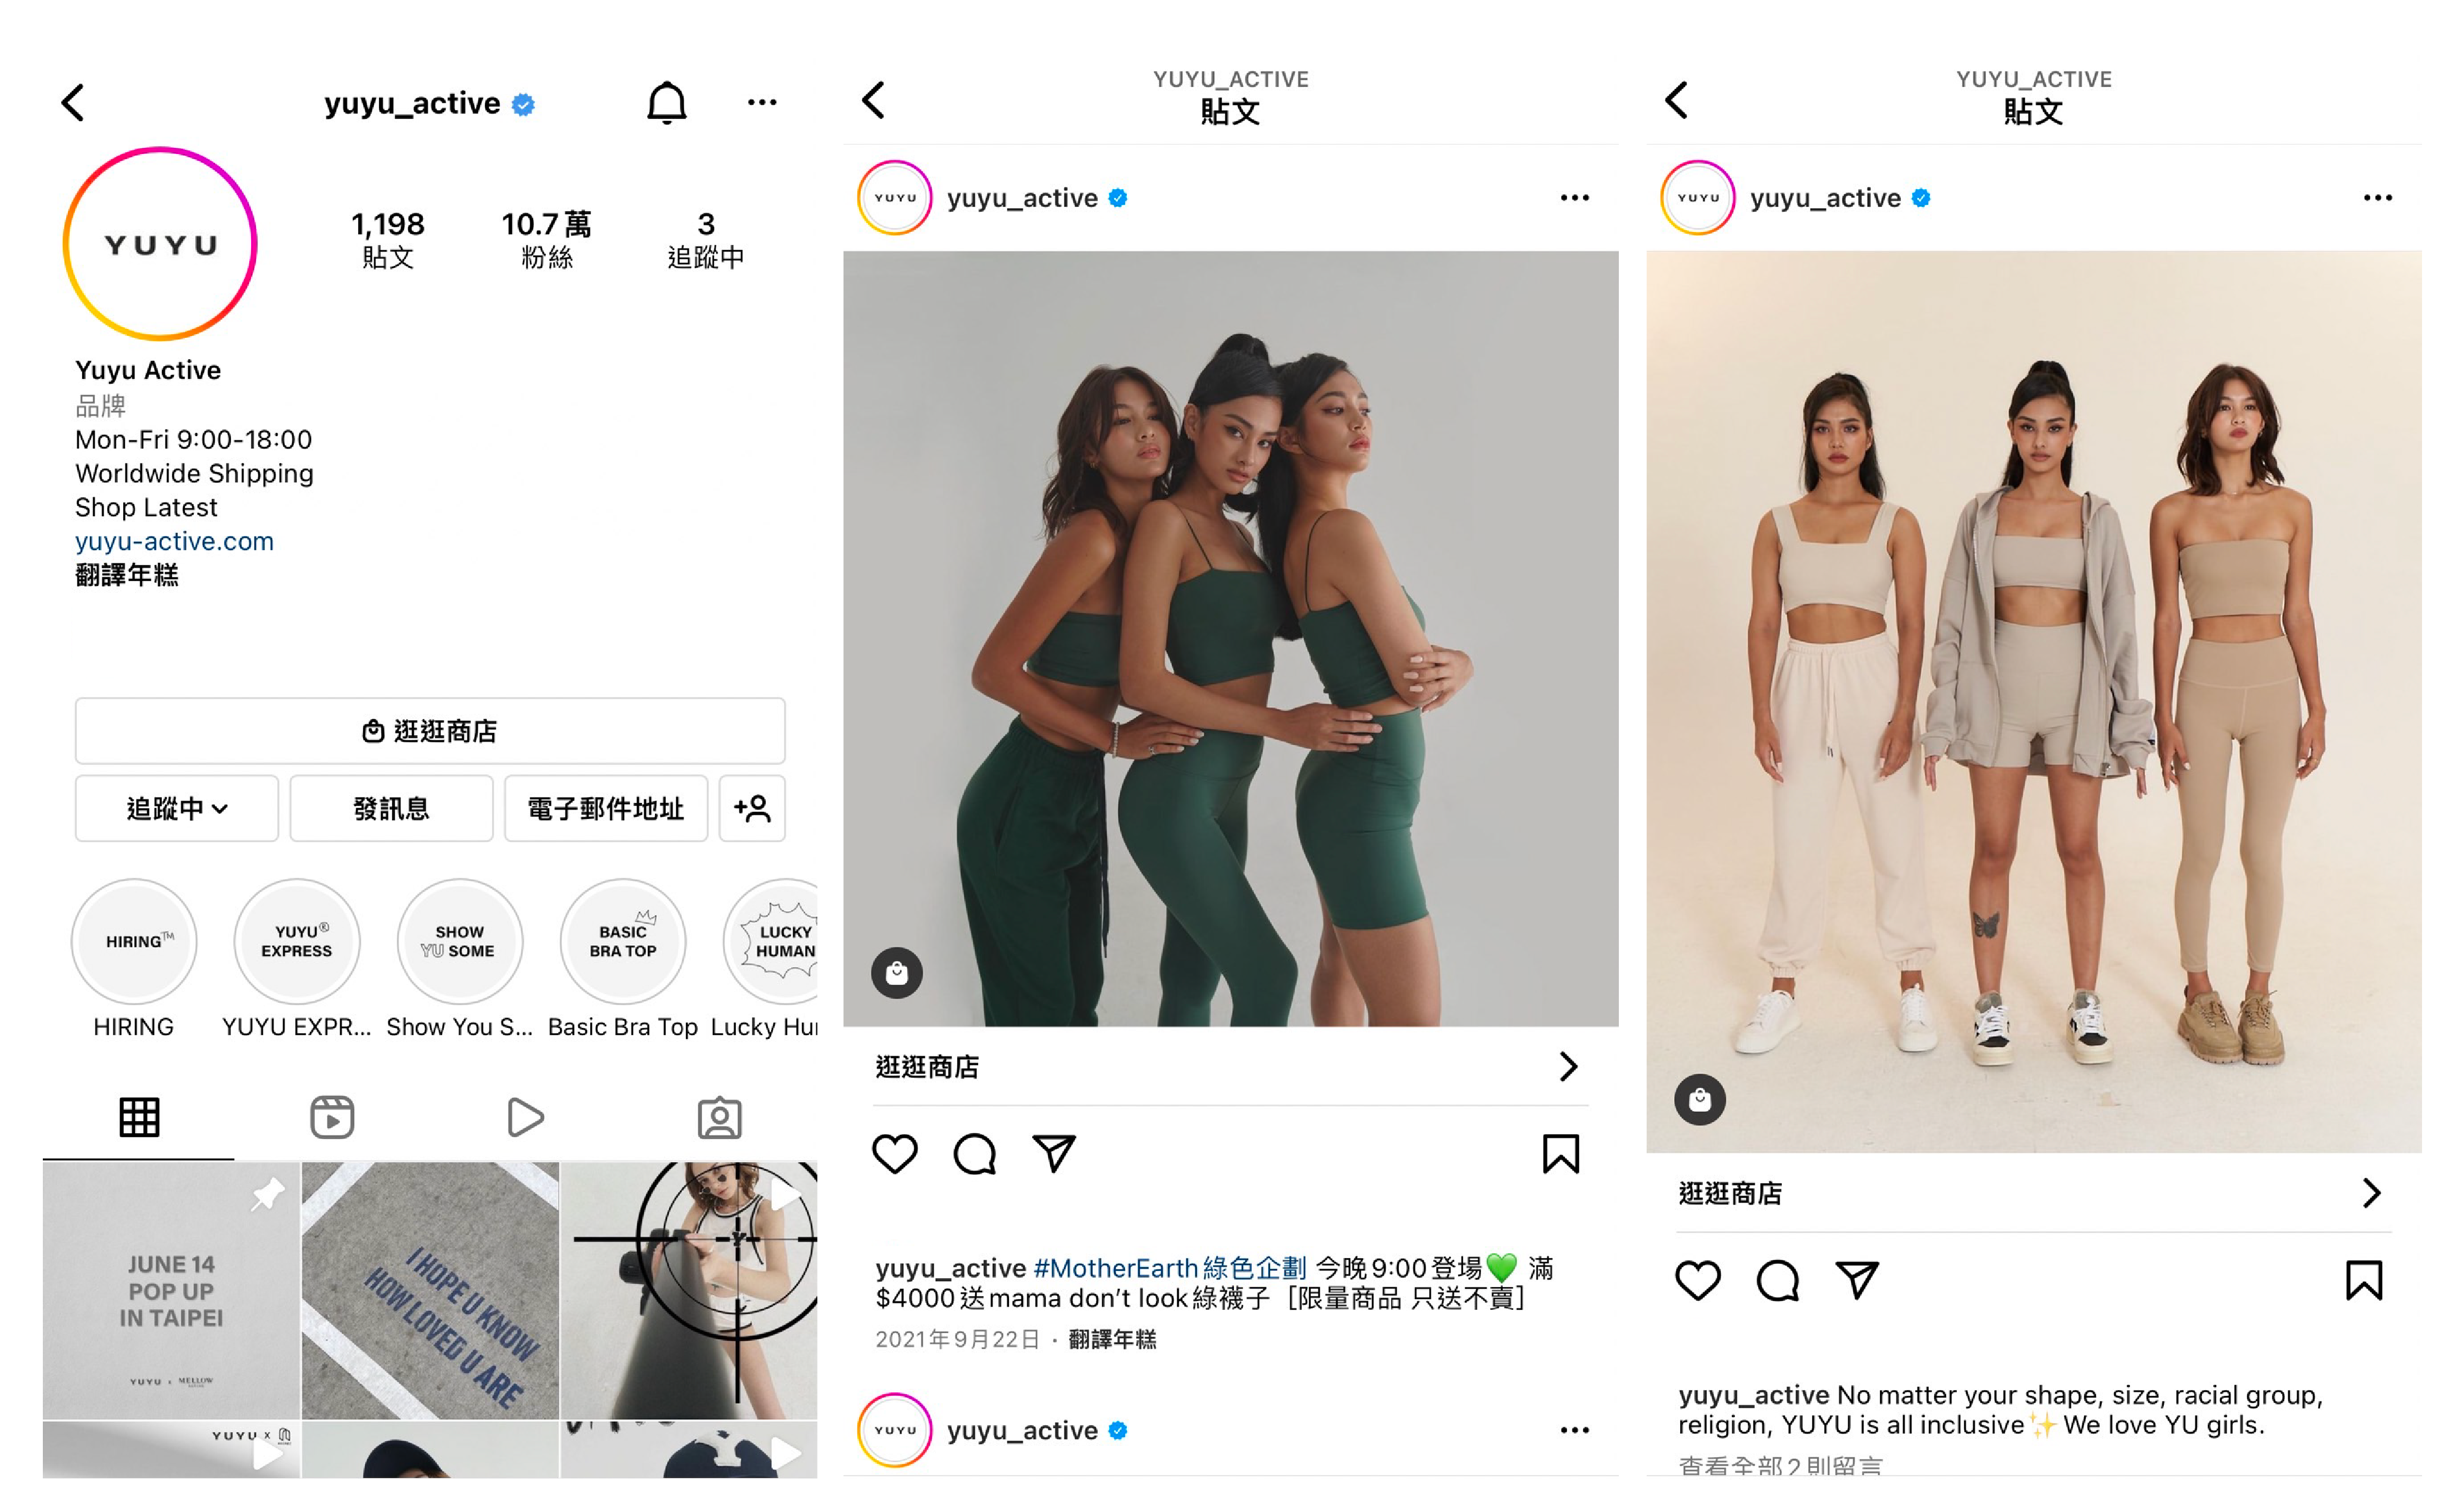 yuyu_active
YUYU
1,198
貼文
10.7萬
粉絲
3
追蹤中
Yuyu Active
品牌
Mon-Fri 9:00-18:00
Worldwide Shipping
Shop Latest
yuyu-active.com
翻譯年糕
逛逛商店
追蹤中
發訊息
電子郵件地址
HIRING™
YUYU®
EXPRESS
SHOW
YU SOME
BASIC
BRA TOP
LUCKY
HUMAN
HIRING
YUYU EXPR...
Show You S...
Basic Bra Top
Lucky Hu
JUNE 14
POP UP
IN TAIPEI
YUYU x MELLOW
I HOPE U KNOW
HOW LOVED U ARE
YUYU x
YUYU_ACTIVE
貼文
YUYU
yuyu_active
逛逛商店
yuyu_active #MotherEarth綠色企劃 今晚9:00登場💚 滿
$4000送mama don’t look綠襪子［限量商品 只送不賣］
2021年9月22日 · 翻譯年糕
YUYU
yuyu_active
YUYU_ACTIVE
貼文
YUYU
yuyu_active
逛逛商店
yuyu_active No matter your shape, size, racial group,
religion, YUYU is all inclusive✨We love YU girls.
查看全部2則留言